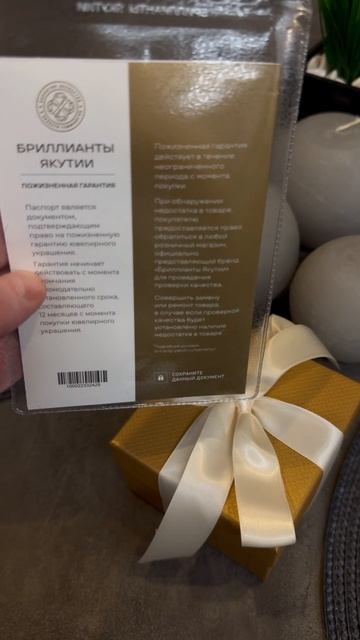 БРИЛЛИАНТЫ
ЯКУТИИ
ПОЖИЗНЕННАЯ ГАРАНТИЯ
Паспорт является
документом,
подтверждающим
право на пожизненную
гарантию ювелирного
украшения.
Гарантия начинает
действовать с момента
12 месяцев с момента
покупки ювелирного
украшения.
Пожизненная гарантия
действует в течение
неограниченного
периода с момента
покупки.
При обнаружении
недостатка в товаре
покупателю
предоставляется право
обратиться в любой
розничный магазин,
официально
представляющий бренд
«Бриллианты Якутии»
для проведения
проверки качества.
Совершить замену
или ремонт товара
в случае если проверкой
качества будет
установлено наличие
недостатка в товаре*
СОХРАНИТЕ
ДАННЫЙ ДОКУМЕНТ